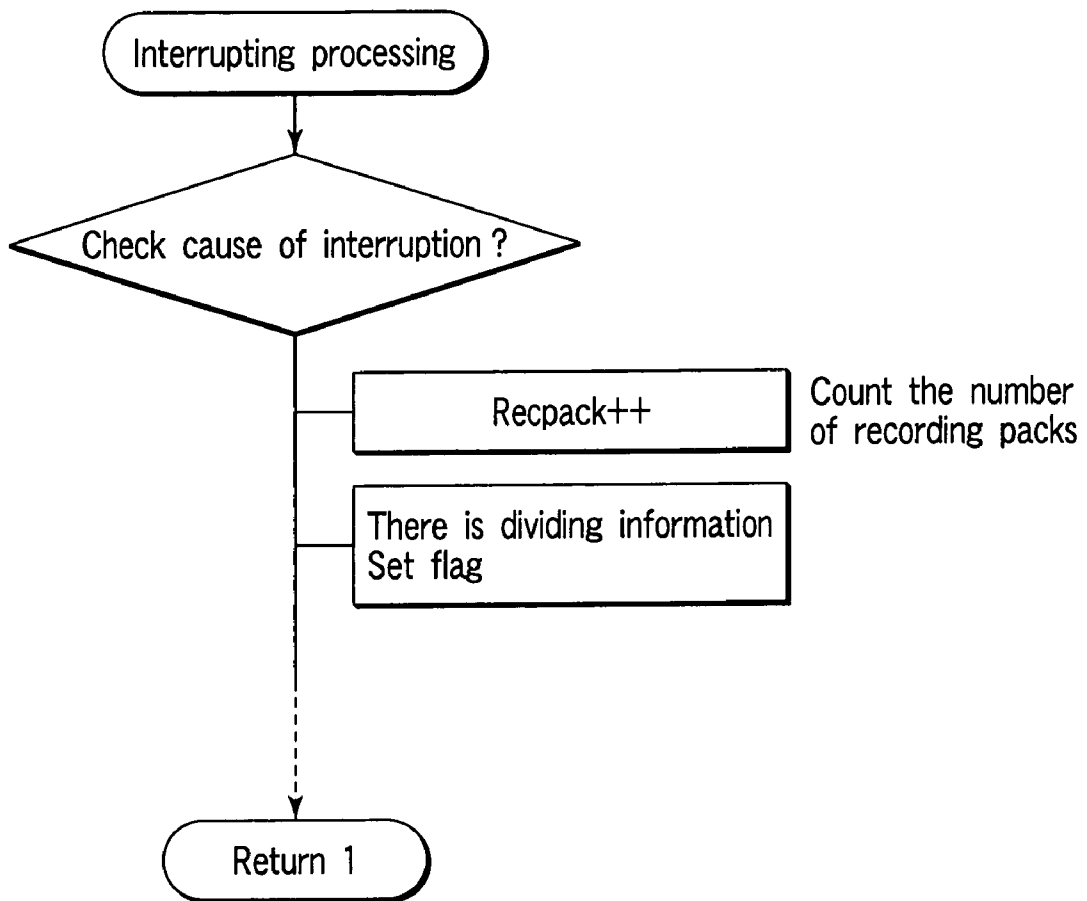 Interrupting processing
Check cause of interruption ?
Recpack++
Count the number
of recording packs
There is dividing information
Set flag
Return 1